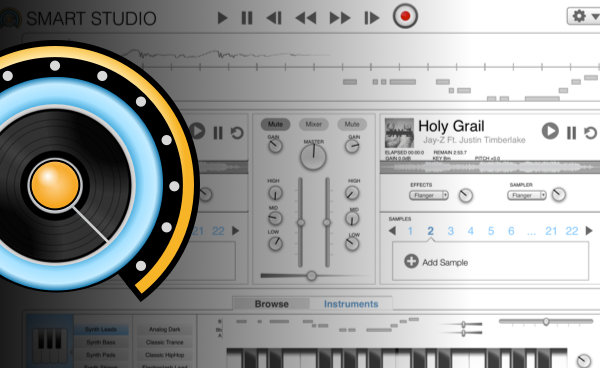 SMART STUDIO
Mute Mixer Mute
GAIN MASTER GAIN
HIGH HIGH
MID MID
LOW LOW
Holy Grail
Jay-Z Ft. Justin Timberlake
ELAPSED 00:00.0 REMAIN 2:53.7
GAIN 0.0dB KEY Bm PITCH +0.0
EFFECTS SAMPLER
Flanger Flanger
SAMPLES
21 22 1 2 3 4 5 6 ... 21 22
Add Sample
Browse Instruments
Synth Leads Analog Dark
Synth Bass Classic Trance
Synth Pads Classic HipHop